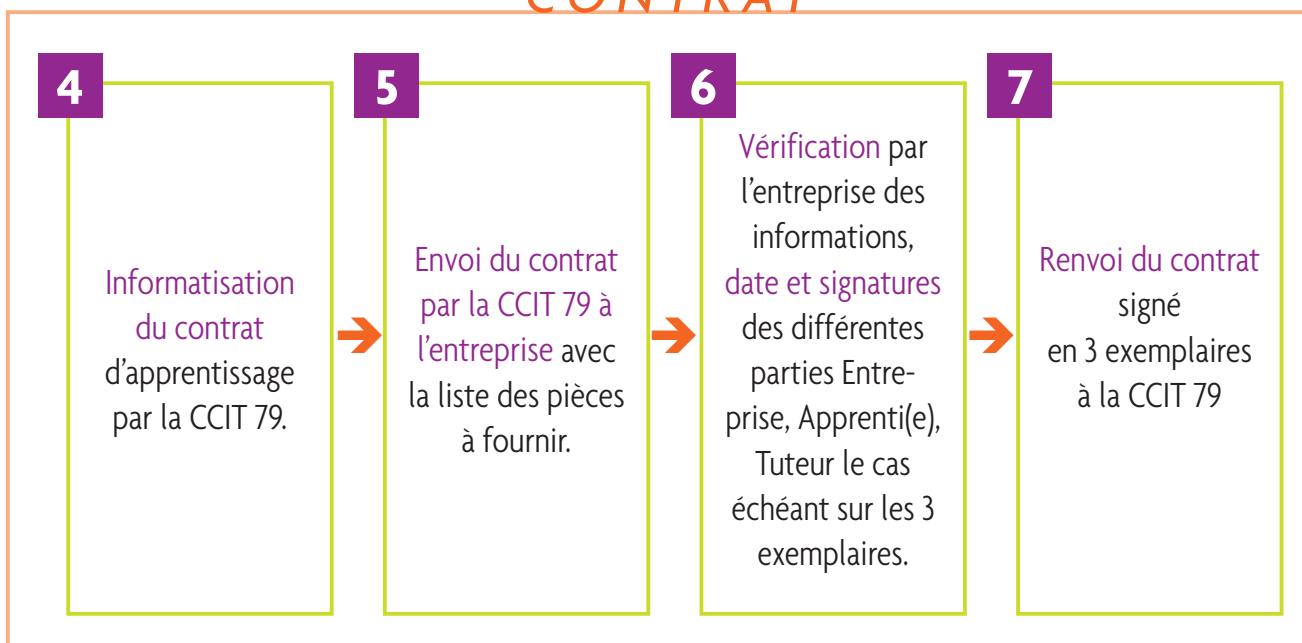 CONTRAT
4
Informatisation
du contrat
d’apprentissage
par la CCIT 79.
5
Envoi du contrat
par la CCIT 79 à
l’entreprise avec
la liste des pièces
à fournir.
6
Vérification par
l’entreprise des
informations,
date et signatures
des différentes
parties Entre-
prise, Apprenti(e),
Tuteur le cas
échéant sur les 3
exemplaires.
7
Renvoi du contrat
signé
en 3 exemplaires
à la CCIT 79